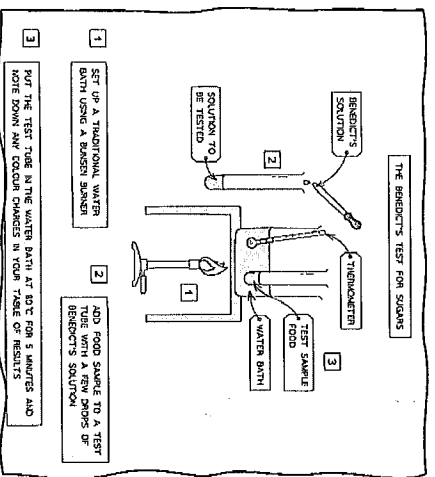 THE BENEDICT'S TEST FOR SUGARS
BENEDICT'S
SOLUTION
THERMOMETER
2
3
SOLUTION TO
BE TESTED
TEST SAMPLE
FOOD
WATER BATH
1
1
SET UP A TRADITIONAL WATER
BATH USING A BUNSEN BURNER
2
ADD FOOD SAMPLE TO A TEST
TUBE WITH A FEW DROPS OF
BENEDICT'S SOLUTION
3
PUT THE TEST TUBE IN THE WATER BATH AT 80°C FOR 5 MINUTES AND
NOTE DOWN ANY COLOUR CHARGES IN YOUR TABLE OF RESULTS